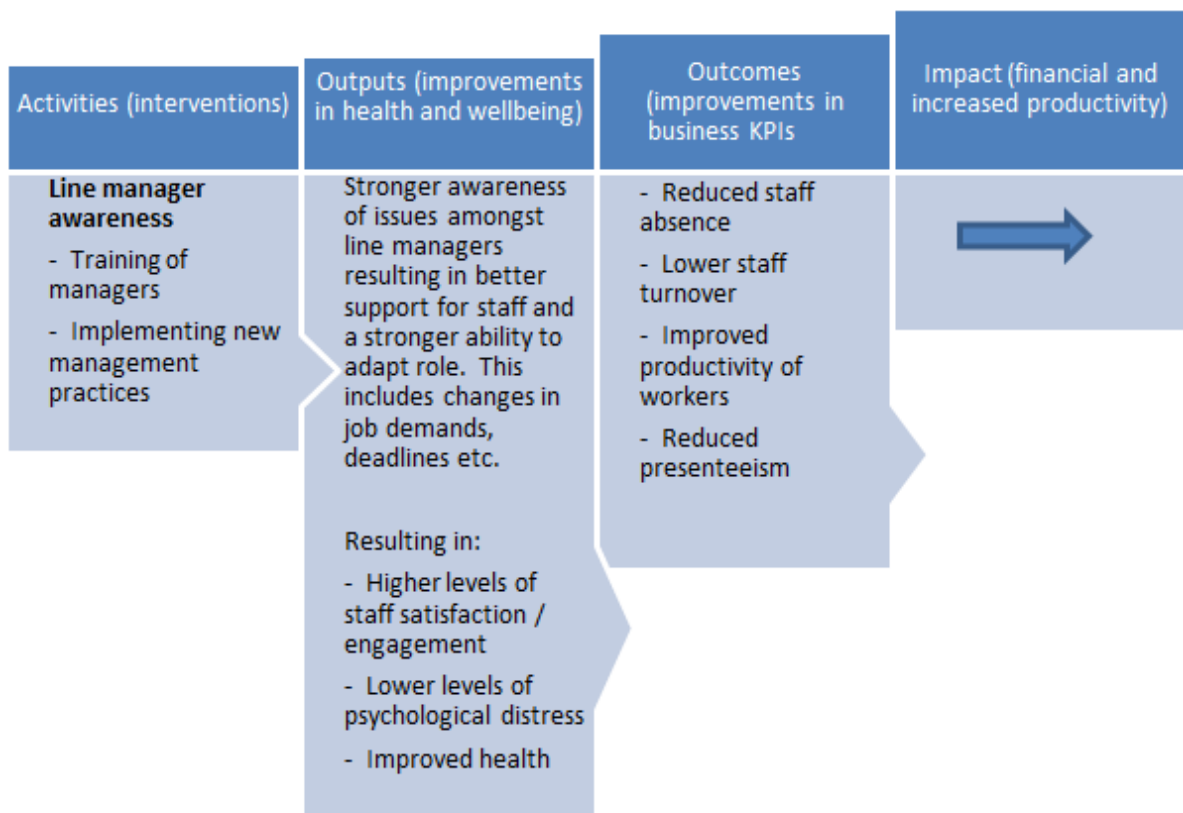 Activities (interventions)
Outputs (improvements
in health and wellbeing)
Outcomes
(improvements in
business KPIs
Impact (financial and
increased productivity)
Line manager
awareness
- Training of
managers
- Implementing new
management
practices
Stronger awareness
of issues amongst
line managers
resulting in better
support for staff and
a stronger ability to
adapt role. This
includes changes in
job demands,
deadlines etc.
Resulting in:
- Higher levels of
staff satisfaction /
engagement
- Lower levels of
psychological distress
- Improved health
- Reduced staff
absence
- Lower staff
turnover
- Improved
productivity of
workers
- Reduced
presenteeism